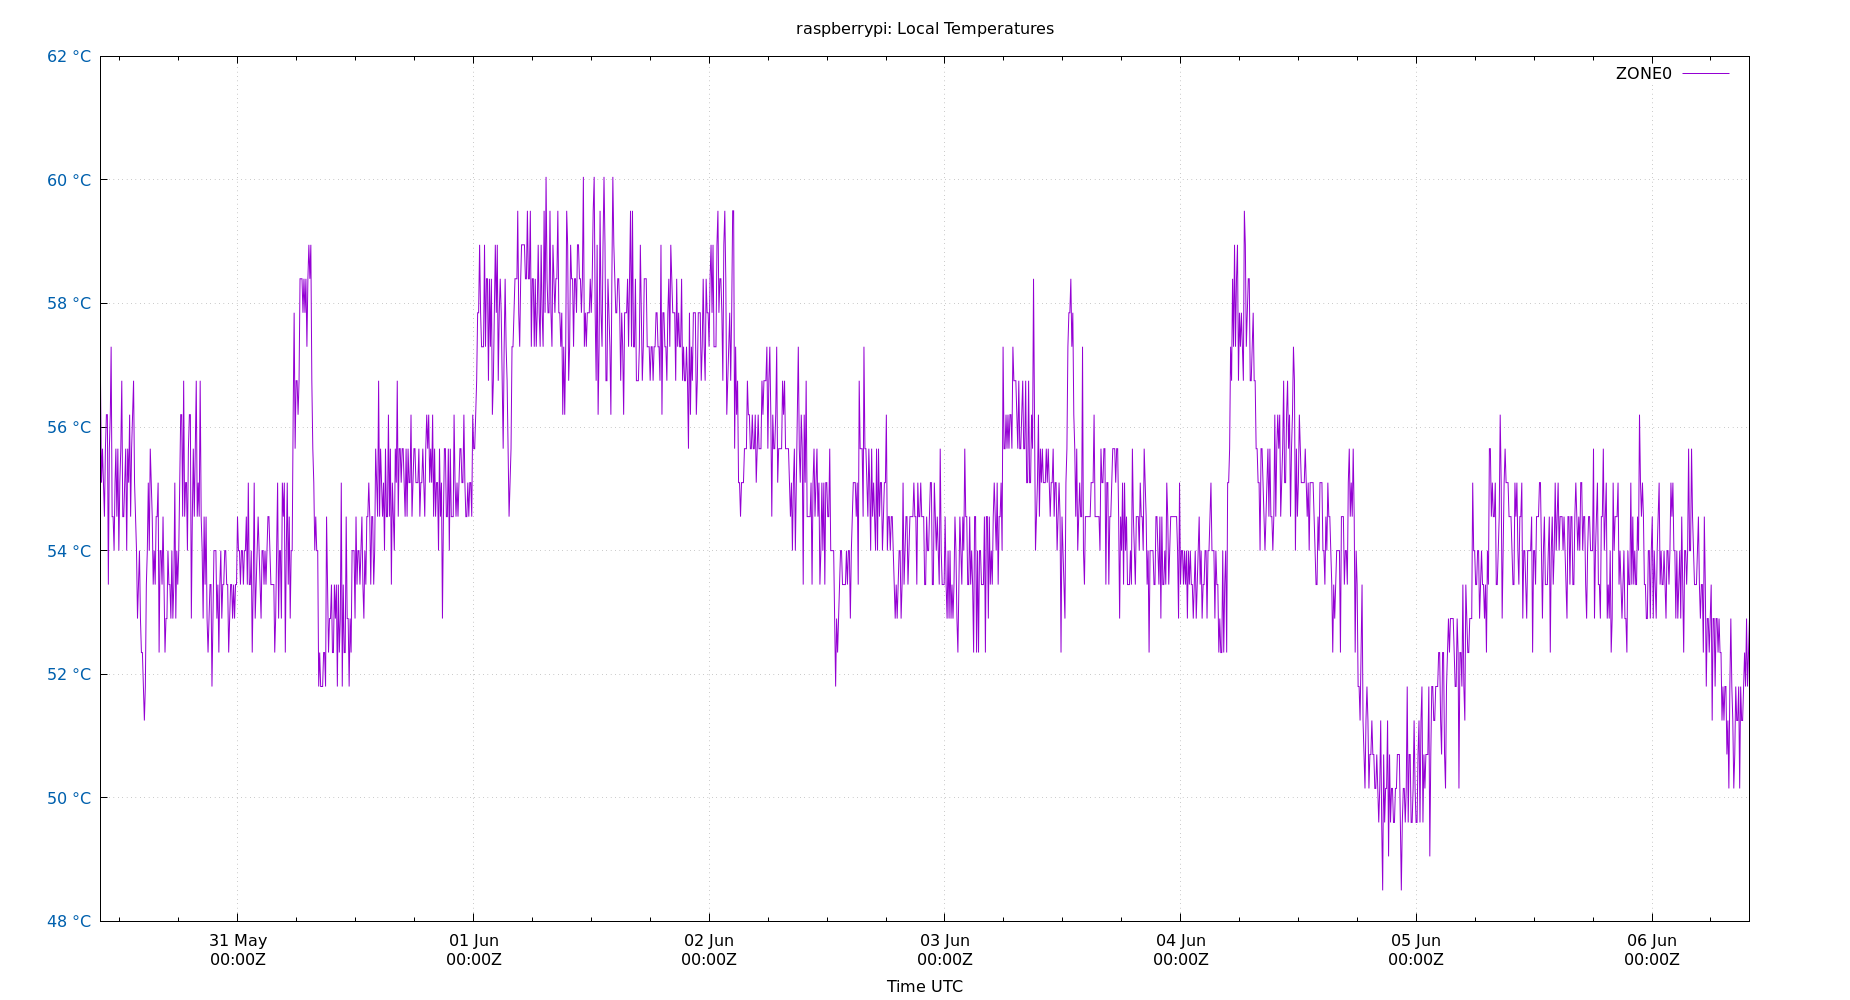 raspberrypi: Local Temperatures
62 °C
ZONE0
60 °C
58 °C
56 °C
54 °C
52 °C
50 °C
48 °C
31 May 01 Jun 02 Jun 03 Jun 04 Jun 05 Jun 06 Jun
00:00Z 00:00Z 00:00Z 00:00Z 00:00Z 00:00Z 00:00Z
Time UTC